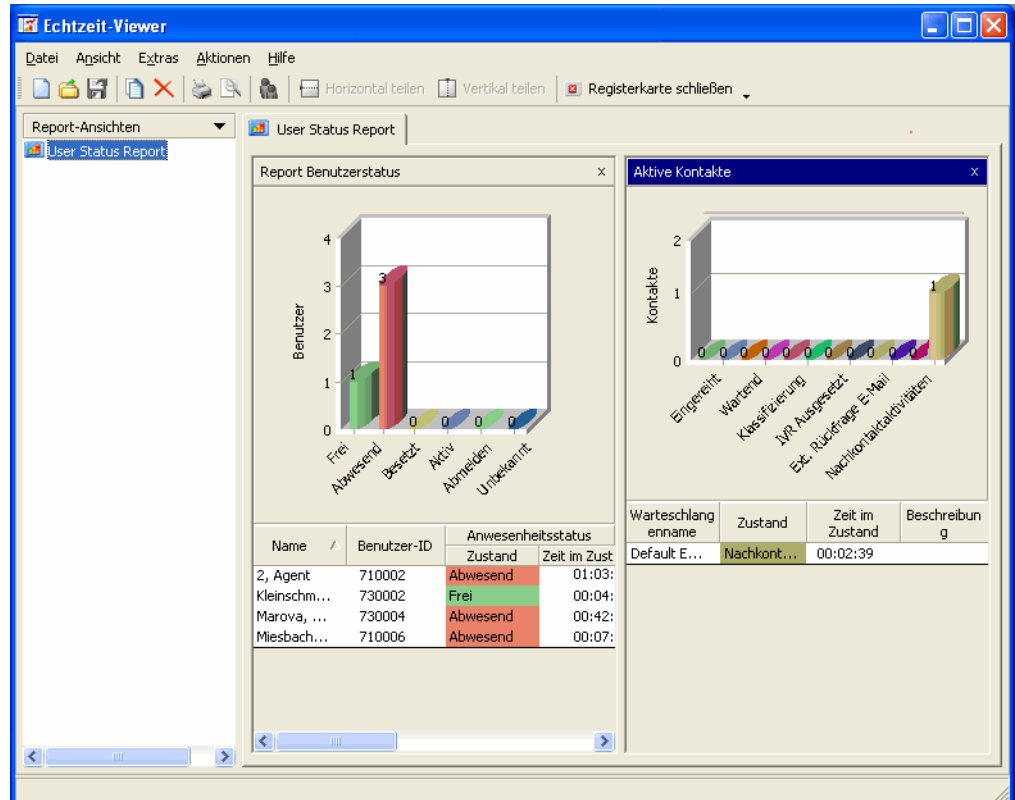 Echtzeit-Viewer
Datei Ansicht Extras Aktionen Hilfe
Horizontal teilen Vertikal teilen Registerkarte schließen
Report-Ansichten
User Status Report
User Status Report
Report Benutzerstatus x
4
3
2
1
0
Benutzer
1
3
0 0 0 0
Frei
Abwesend
Besetzt
Aktiv
Abmelden
Unbekannt
Name Benutzer-ID Anwesenheitsstatus
Zustand Zeit im Zust
2, Agent 710002 Abwesend 01:03:
Kleinschm... 730002 Frei 00:04:
Marova, ... 730004 Abwesend 00:42:
Miesbach... 710006 Abwesend 00:07:
Aktive Kontakte x
2
1
0
Kontakte
0 0 0 0 0 0 0 0 0 0 1
Eingereiht
Wartend
Klassifizierung
IVR Ausgesetzt
Ext. Rückfrage E-Mail
Nachkontaktaktivitäten
Warteschlang
enname
Zustand
Zeit im
Zustand
Beschreibun
g
Default E... Nachkont... 00:02:39